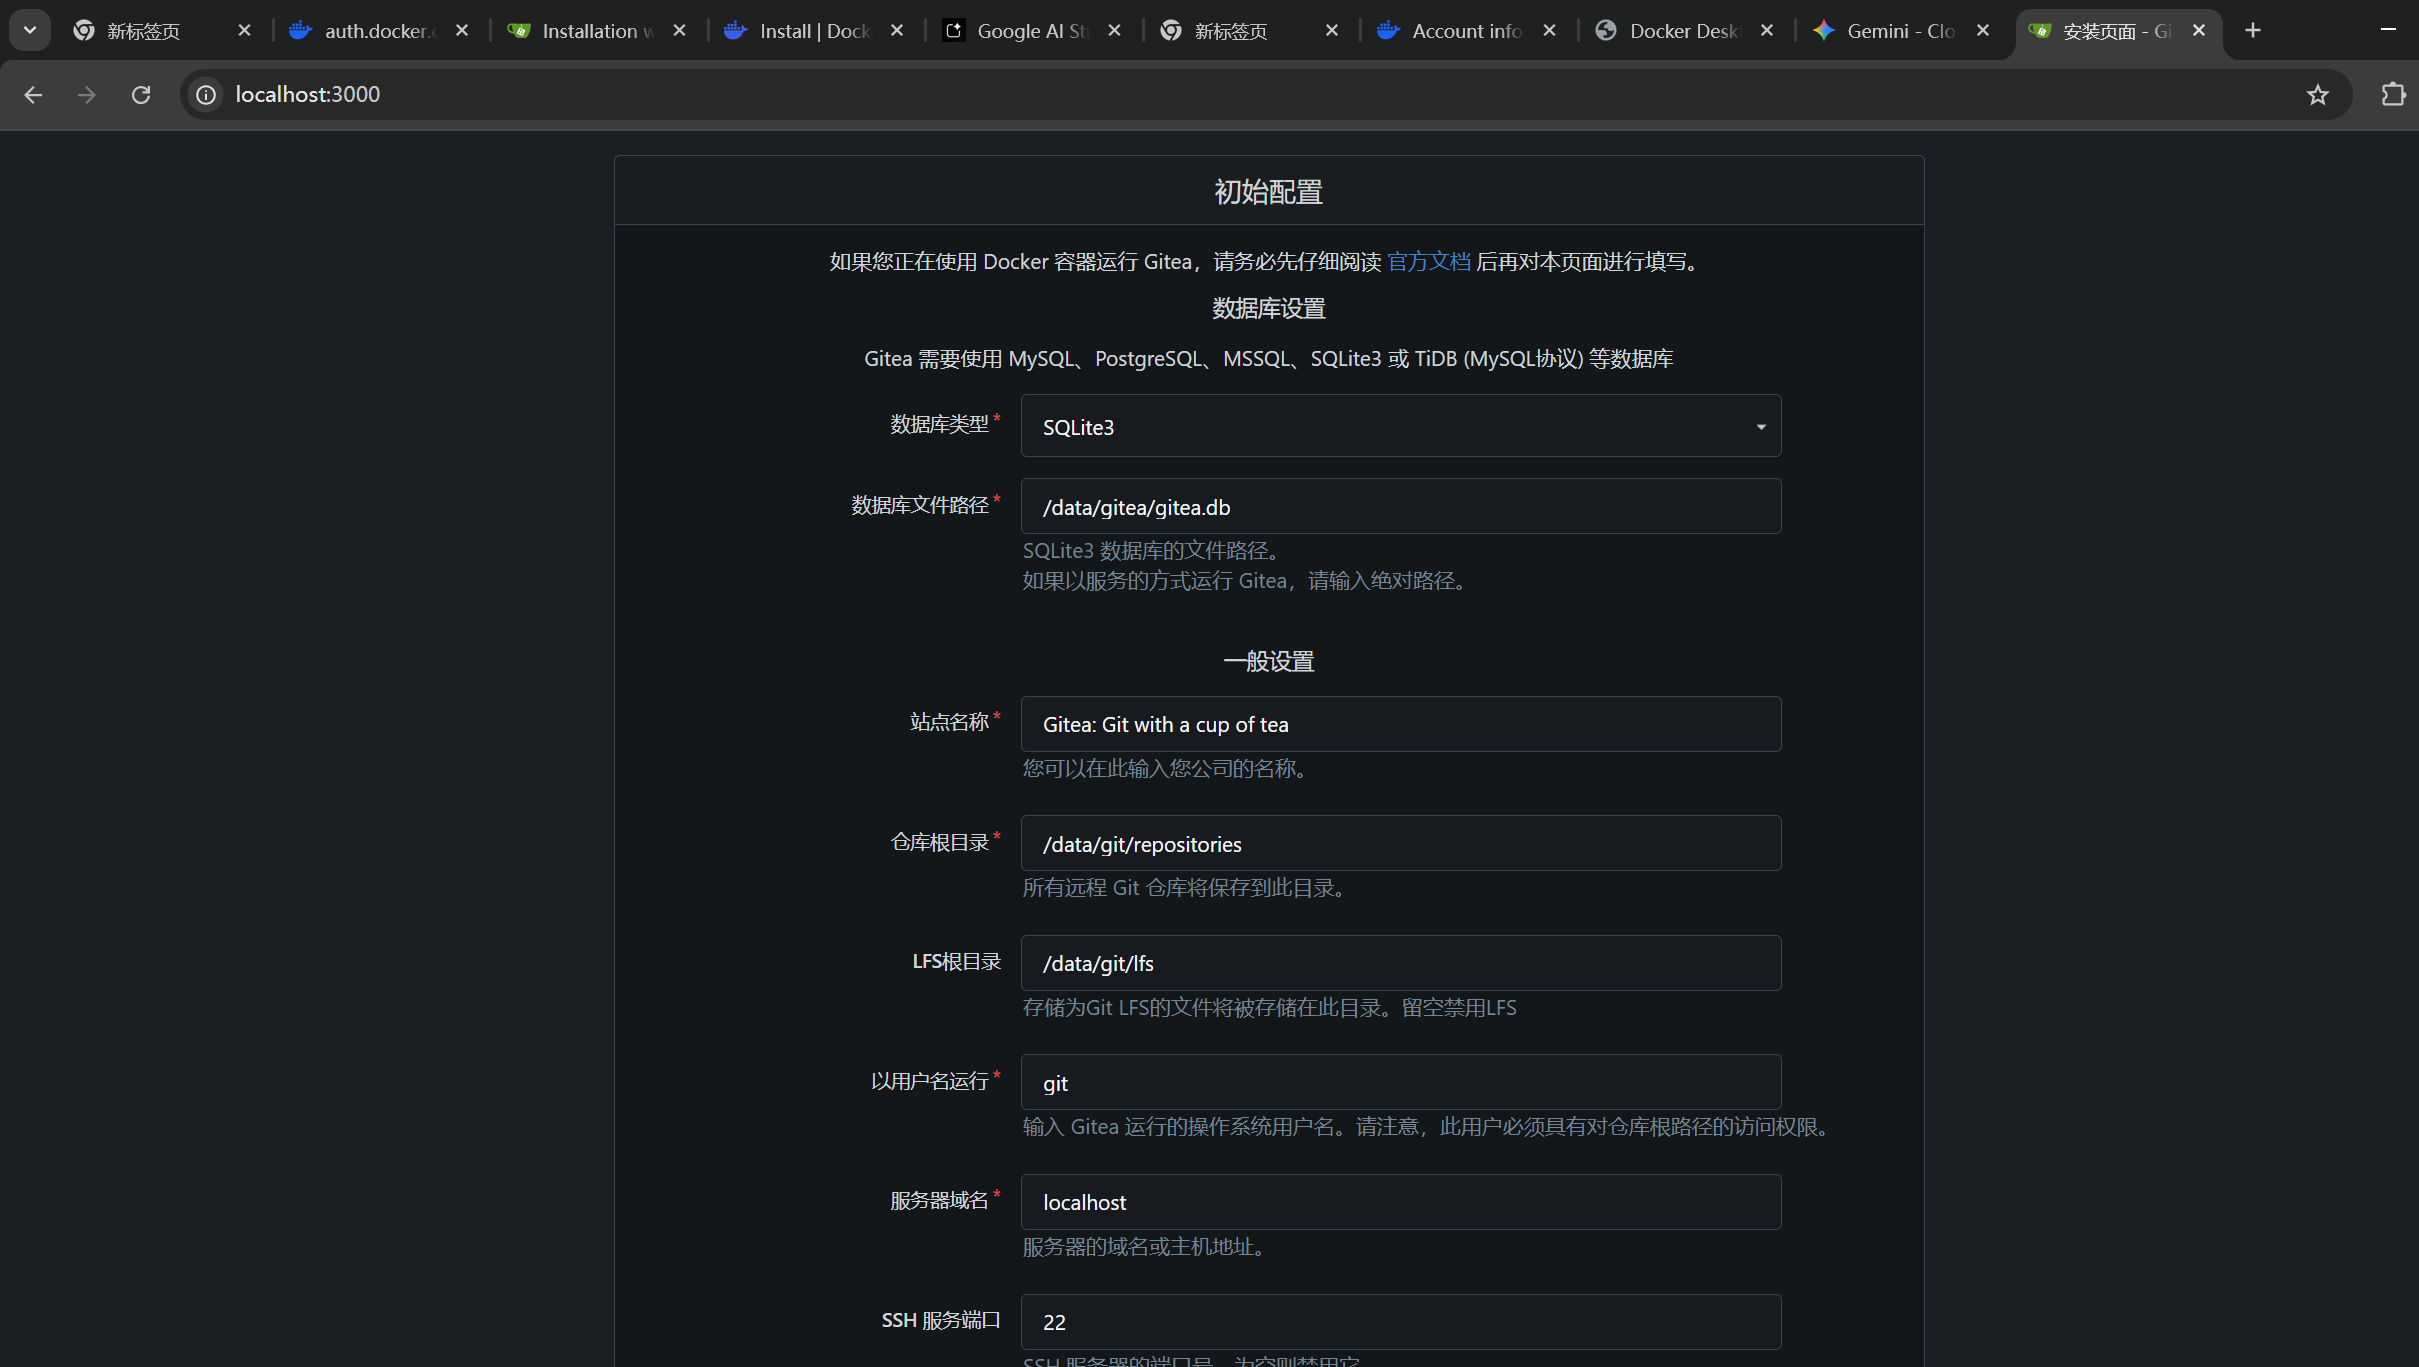 新标签页
auth.docker.
Installation w
Install | Dock
Google AI St
新标签页
Account info
Docker Desk
Gemini - Clo
安装页面 - Gi
localhost:3000
初始配置
如果您正在使用 Docker 容器运行 Gitea，请务必先仔细阅读 官方文档 后再对本页面进行填写。
数据库设置
Gitea 需要使用 MySQL、PostgreSQL、MSSQL、SQLite3 或 TiDB (MySQL协议) 等数据库
数据库类型* SQLite3
数据库文件路径* /data/gitea/gitea.db
SQLite3 数据库的文件路径。
如果以服务的方式运行 Gitea，请输入绝对路径。
一般设置
站点名称* Gitea: Git with a cup of tea
您可以在此输入您公司的名称。
仓库根目录* /data/git/repositories
所有远程 Git 仓库将保存到此目录。
LFS根目录 /data/git/lfs
存储为Git LFS的文件将被存储在此目录。留空禁用LFS
以用户名运行* git
输入 Gitea 运行的操作系统用户名。请注意，此用户必须具有对仓库根路径的访问权限。
服务器域名* localhost
服务器的域名或主机地址。
SSH 服务端口 22
SSH 服务器的端口号，为空则禁用它。